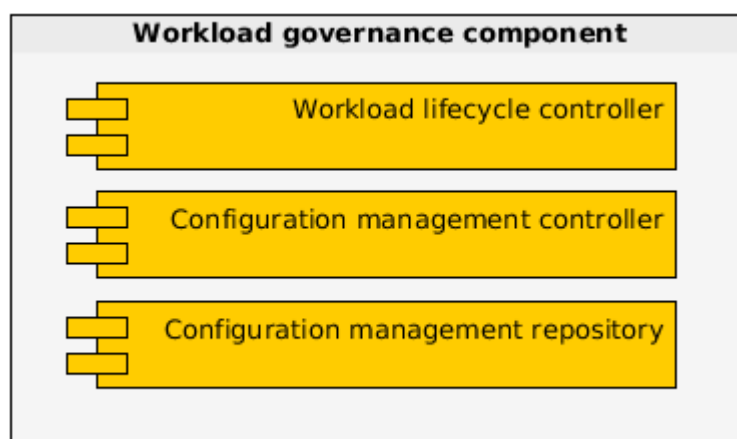 Workload governance component
Workload lifecycle controller
Configuration management controller
Configuration management repository